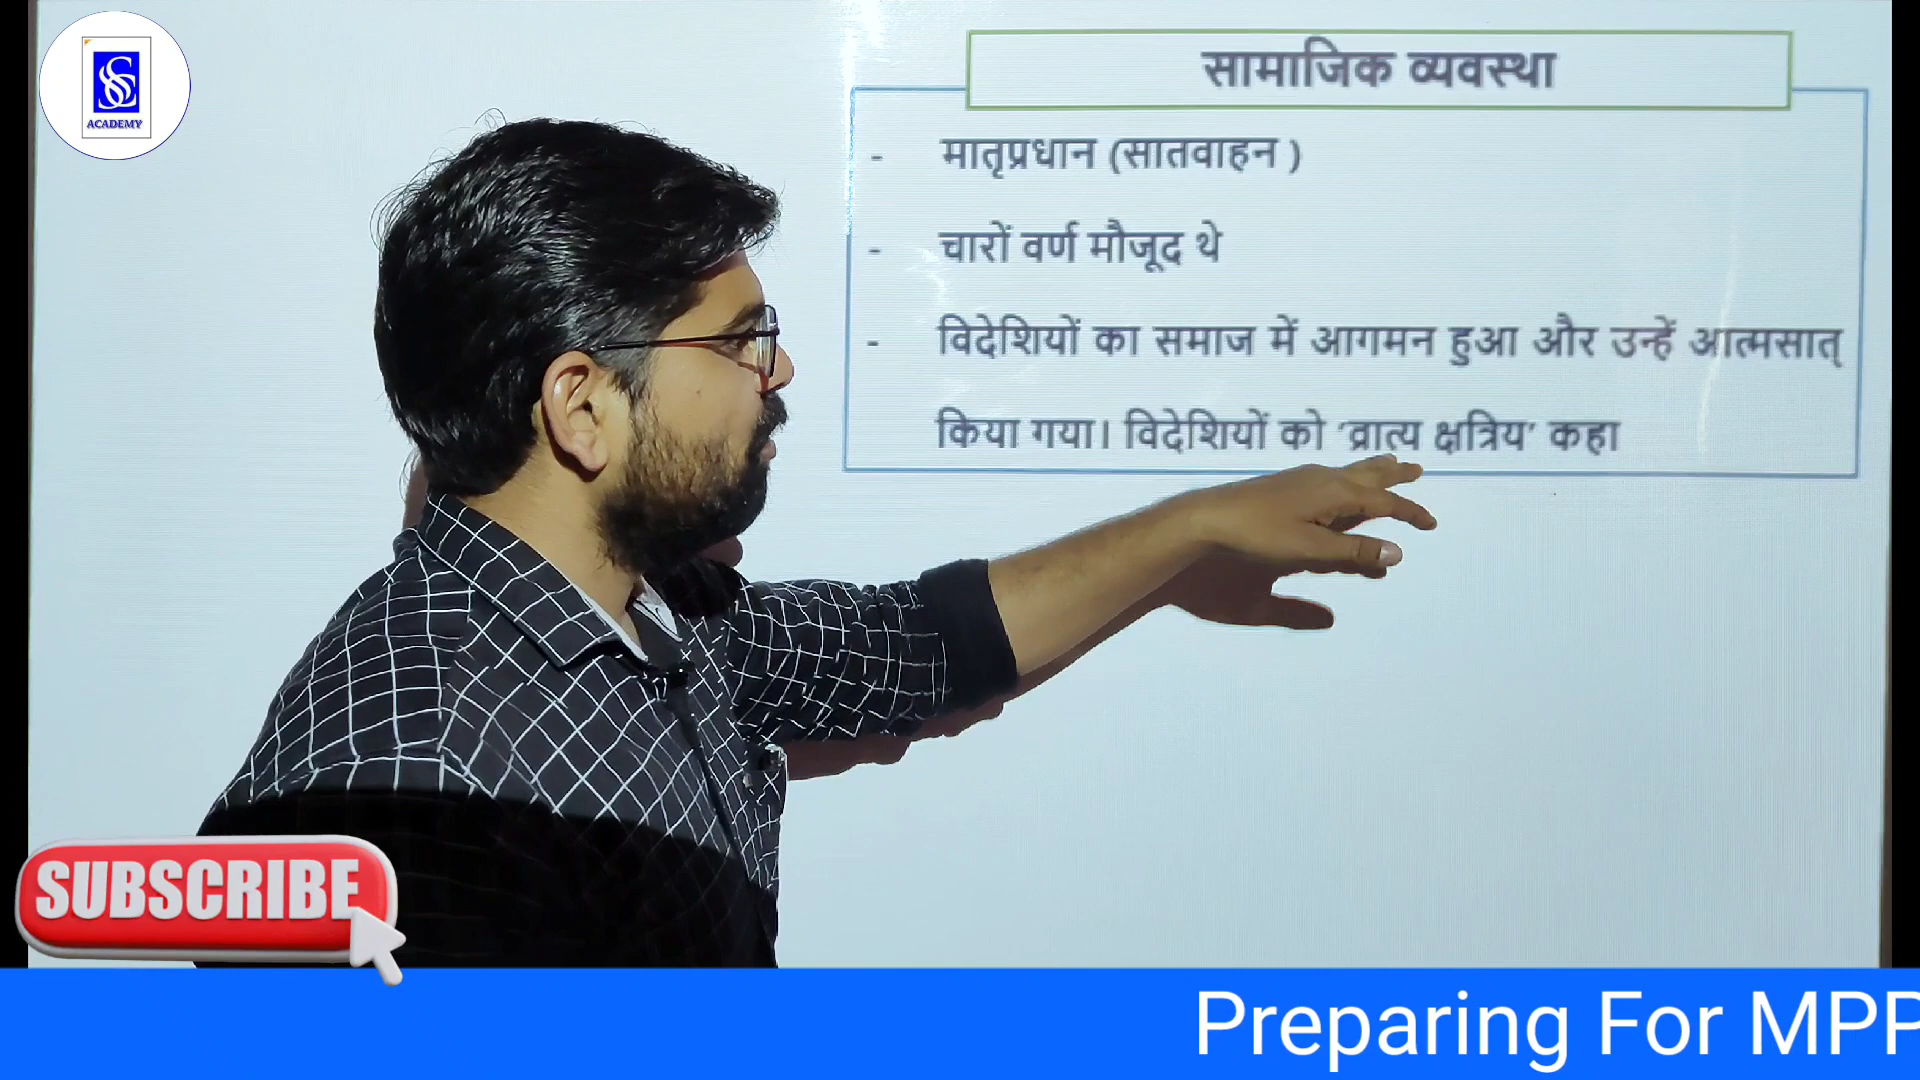 ACADEMY
सामाजिक व्यवस्था
- मातृप्रधान (सातवाहन )
- चारों वर्ण मौजूद थे
- विदेशियों का समाज में आगमन हुआ और उन्हें आत्मसात्
किया गया। विदेशियों को ‘व्रात्य क्षत्रिय’ कहा
SUBSCRIBE
Preparing For MPP